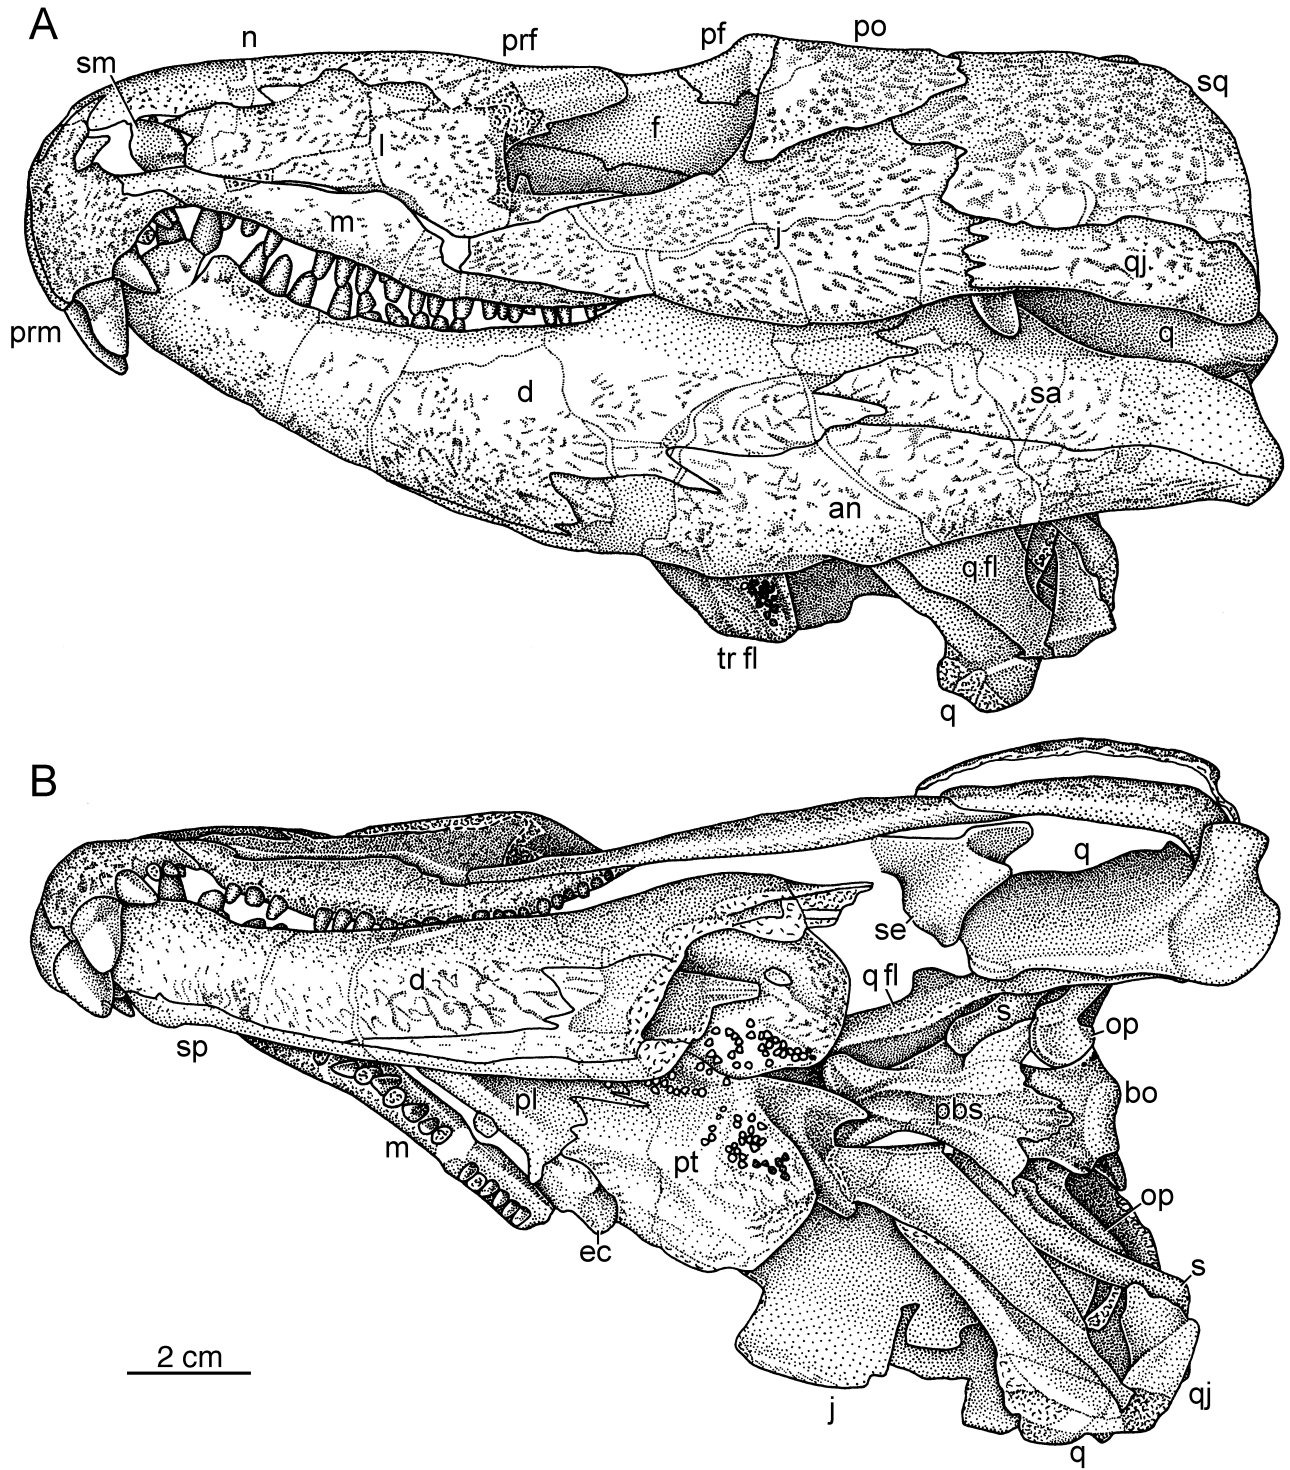 A
n
prf
pf
po
sm
sq
f
l
m
j
qj
prm
q
d
sa
an
q fl
tr fl
q
B
q
se
d
q fl
s
op
sp
pl
bo
pbs
m
pt
op
ec
s
2 cm
j
qj
q